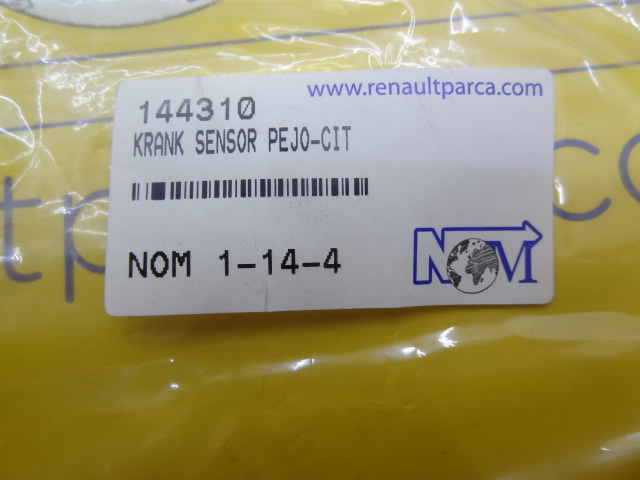 www.renaultparca.com
144310
KRANK SENSOR PEJO-CIT
NOM 1-14-4
NOM